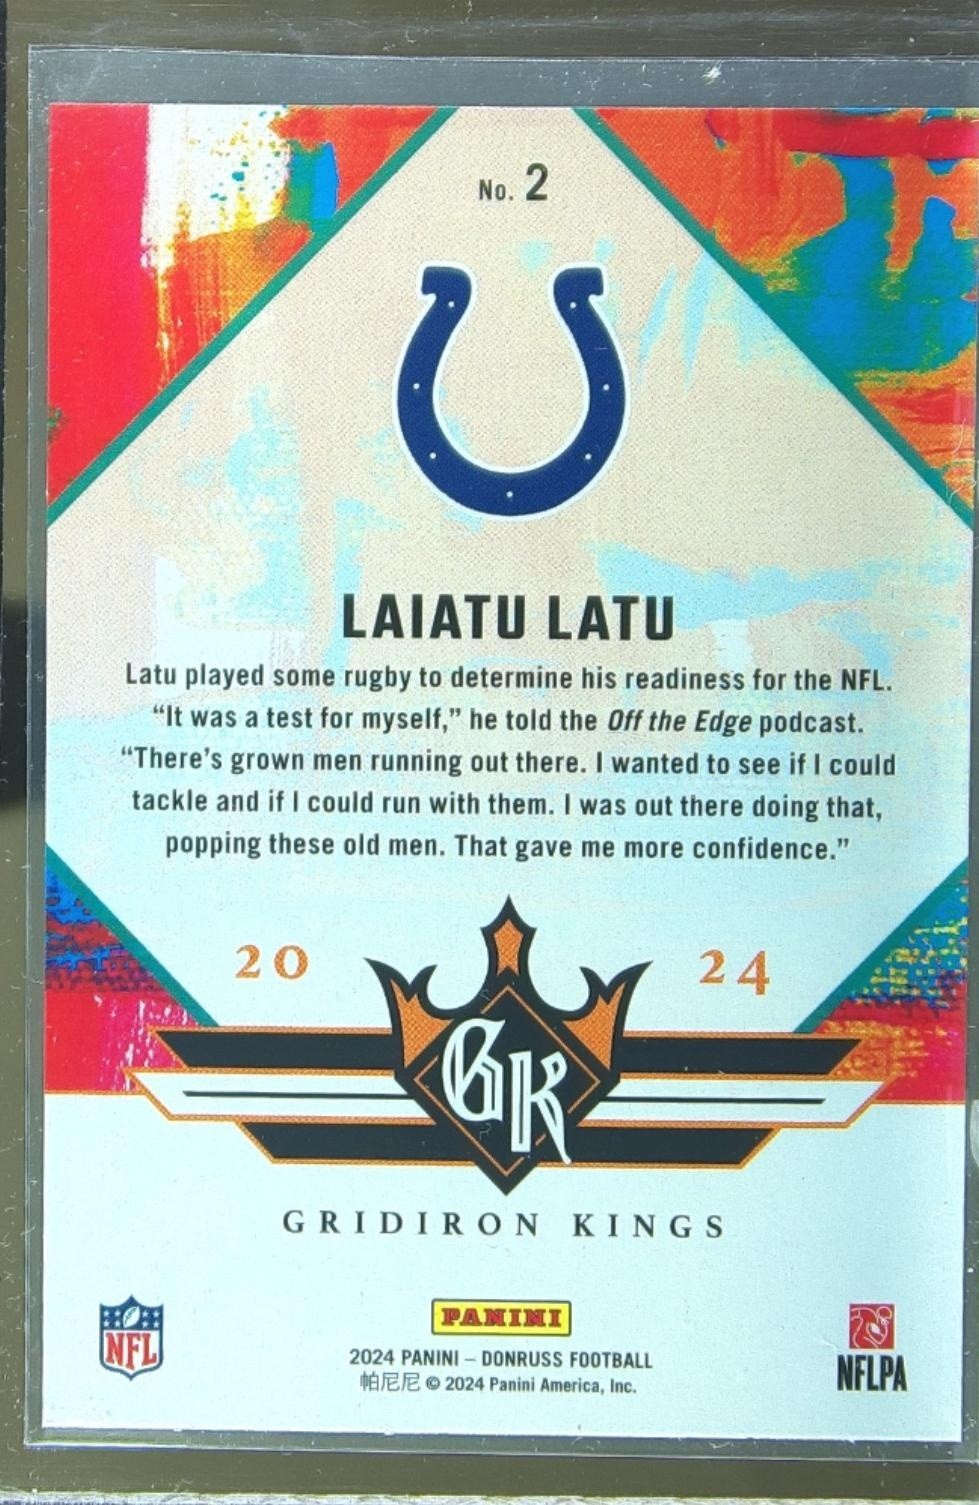 No. 2
LAIATU LATU
Latu played some rugby to determine his readiness for the NFL.
“It was a test for myself,” he told the Off the Edge podcast.
“There’s grown men running out there. I wanted to see if I could
tackle and if I could run with them. I was out there doing that,
popping these old men. That gave me more confidence.”
20 24
GK
GRIDIRON KINGS
PANINI
NFL
2024 PANINI – DONRUSS FOOTBALL
NFLPA
帕尼尼 © 2024 Panini America, Inc.